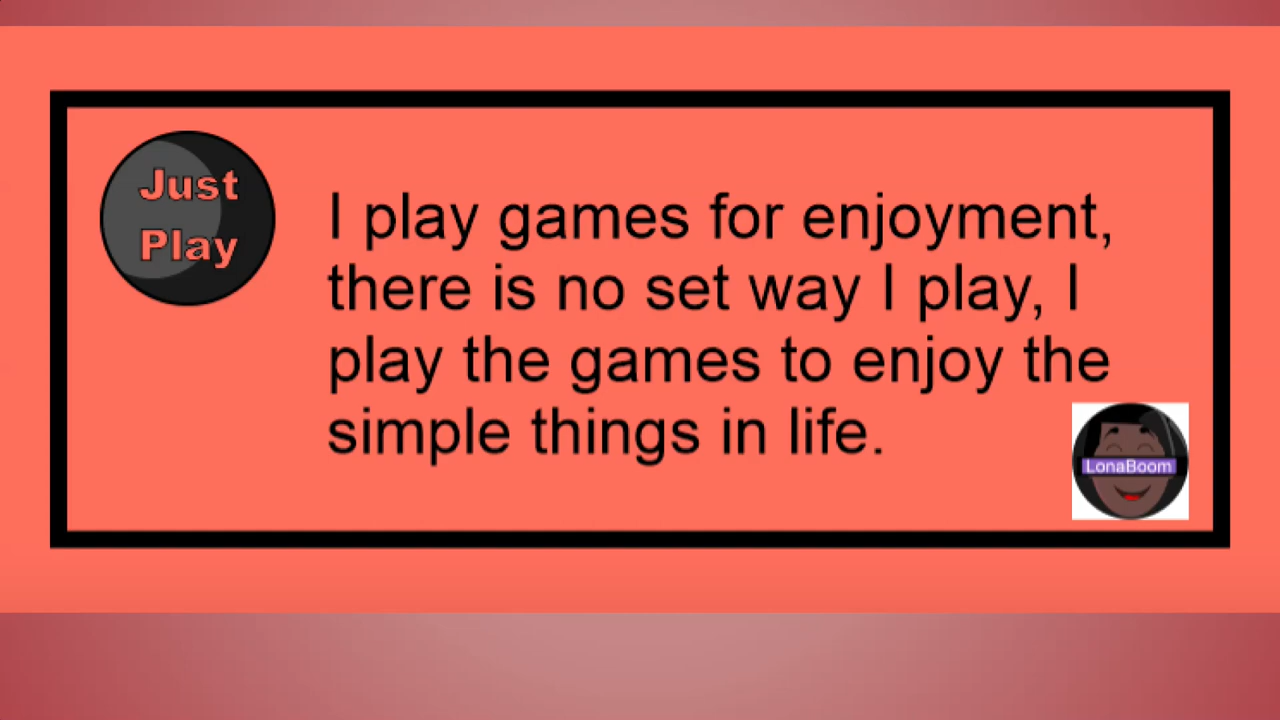 Just
Play
I play games for enjoyment,
there is no set way I play, I
play the games to enjoy the
simple things in life.
LonaBoom